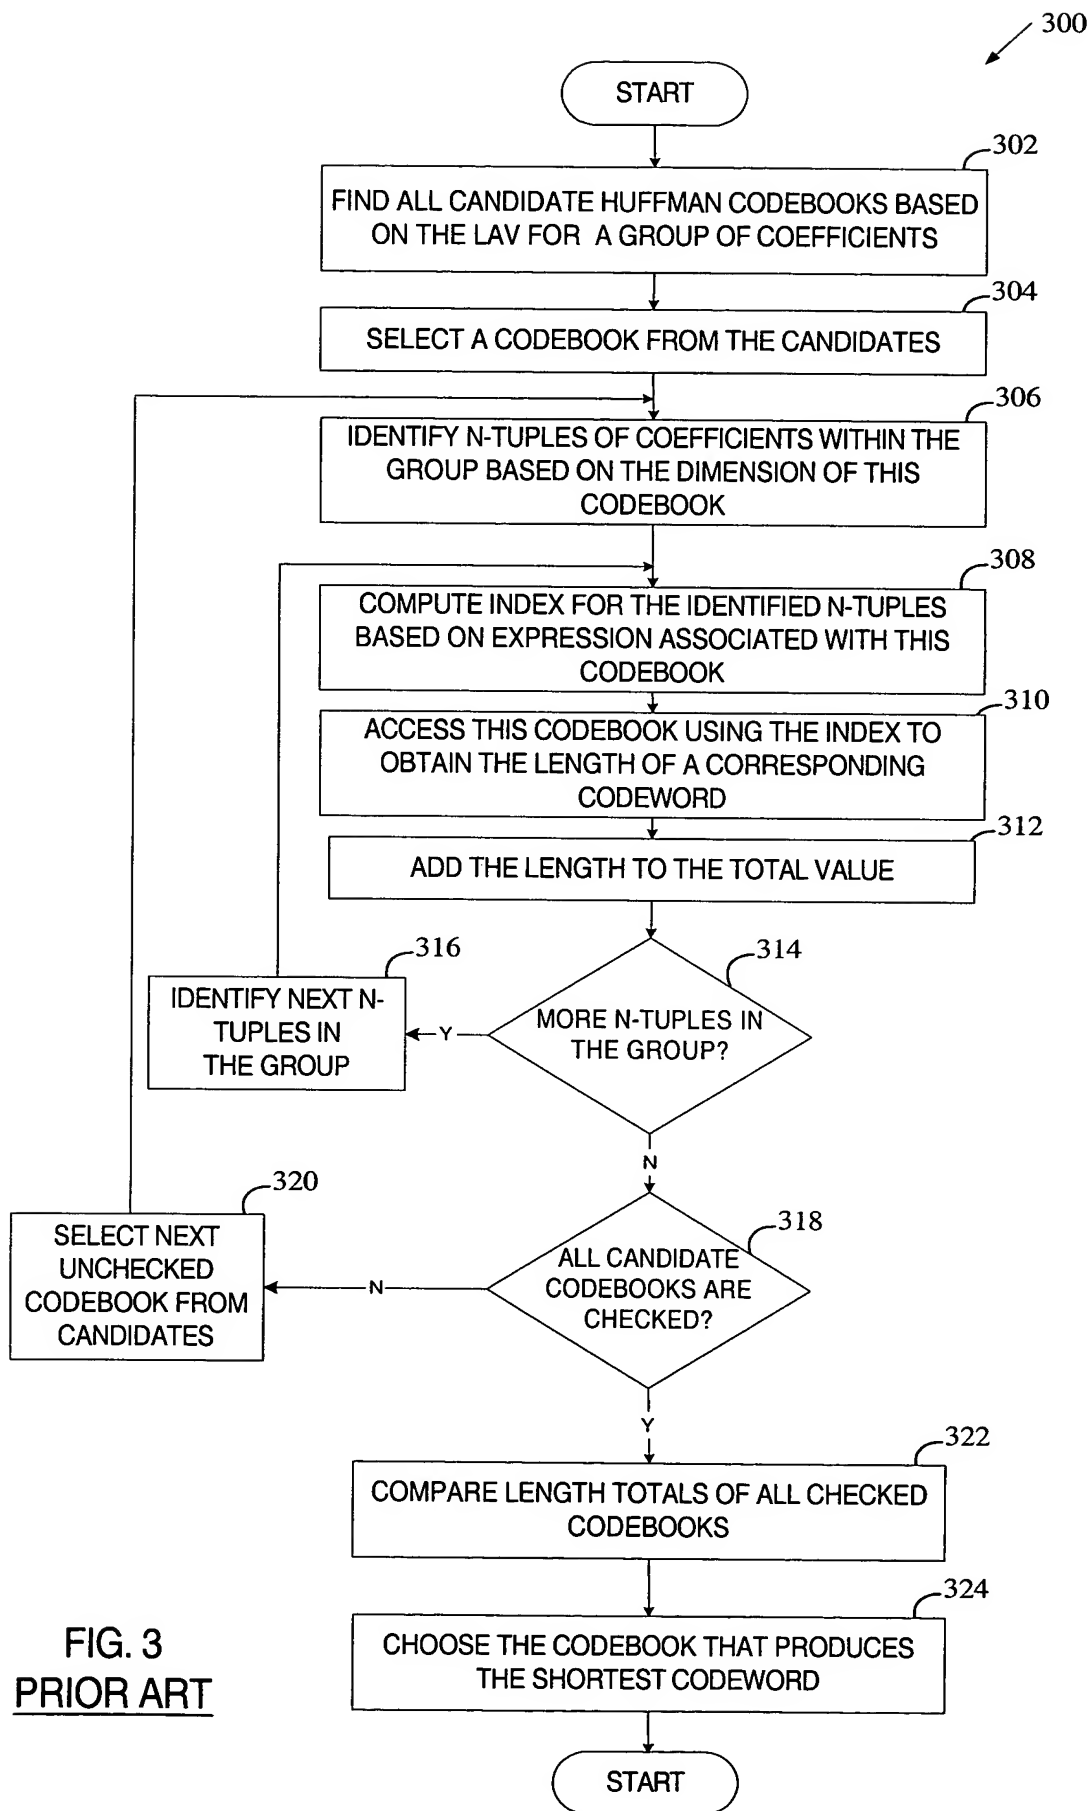 300
START
302
FIND ALL CANDIDATE HUFFMAN CODEBOOKS BASED
ON THE LAV FOR A GROUP OF COEFFICIENTS
304
SELECT A CODEBOOK FROM THE CANDIDATES
306
IDENTIFY N-TUPLES OF COEFFICIENTS WITHIN THE
GROUP BASED ON THE DIMENSION OF THIS
CODEBOOK
308
COMPUTE INDEX FOR THE IDENTIFIED N-TUPLES
BASED ON EXPRESSION ASSOCIATED WITH THIS
CODEBOOK
310
ACCESS THIS CODEBOOK USING THE INDEX TO
OBTAIN THE LENGTH OF A CORRESPONDING
CODEWORD
312
ADD THE LENGTH TO THE TOTAL VALUE
314
MORE N-TUPLES IN
THE GROUP?
Y
316
IDENTIFY NEXT N-
TUPLES IN
THE GROUP
N
318
ALL CANDIDATE
CODEBOOKS ARE
CHECKED?
N
320
SELECT NEXT
UNCHECKED
CODEBOOK FROM
CANDIDATES
Y
322
COMPARE LENGTH TOTALS OF ALL CHECKED
CODEBOOKS
324
CHOOSE THE CODEBOOK THAT PRODUCES
THE SHORTEST CODEWORD
START
FIG. 3
PRIOR ART